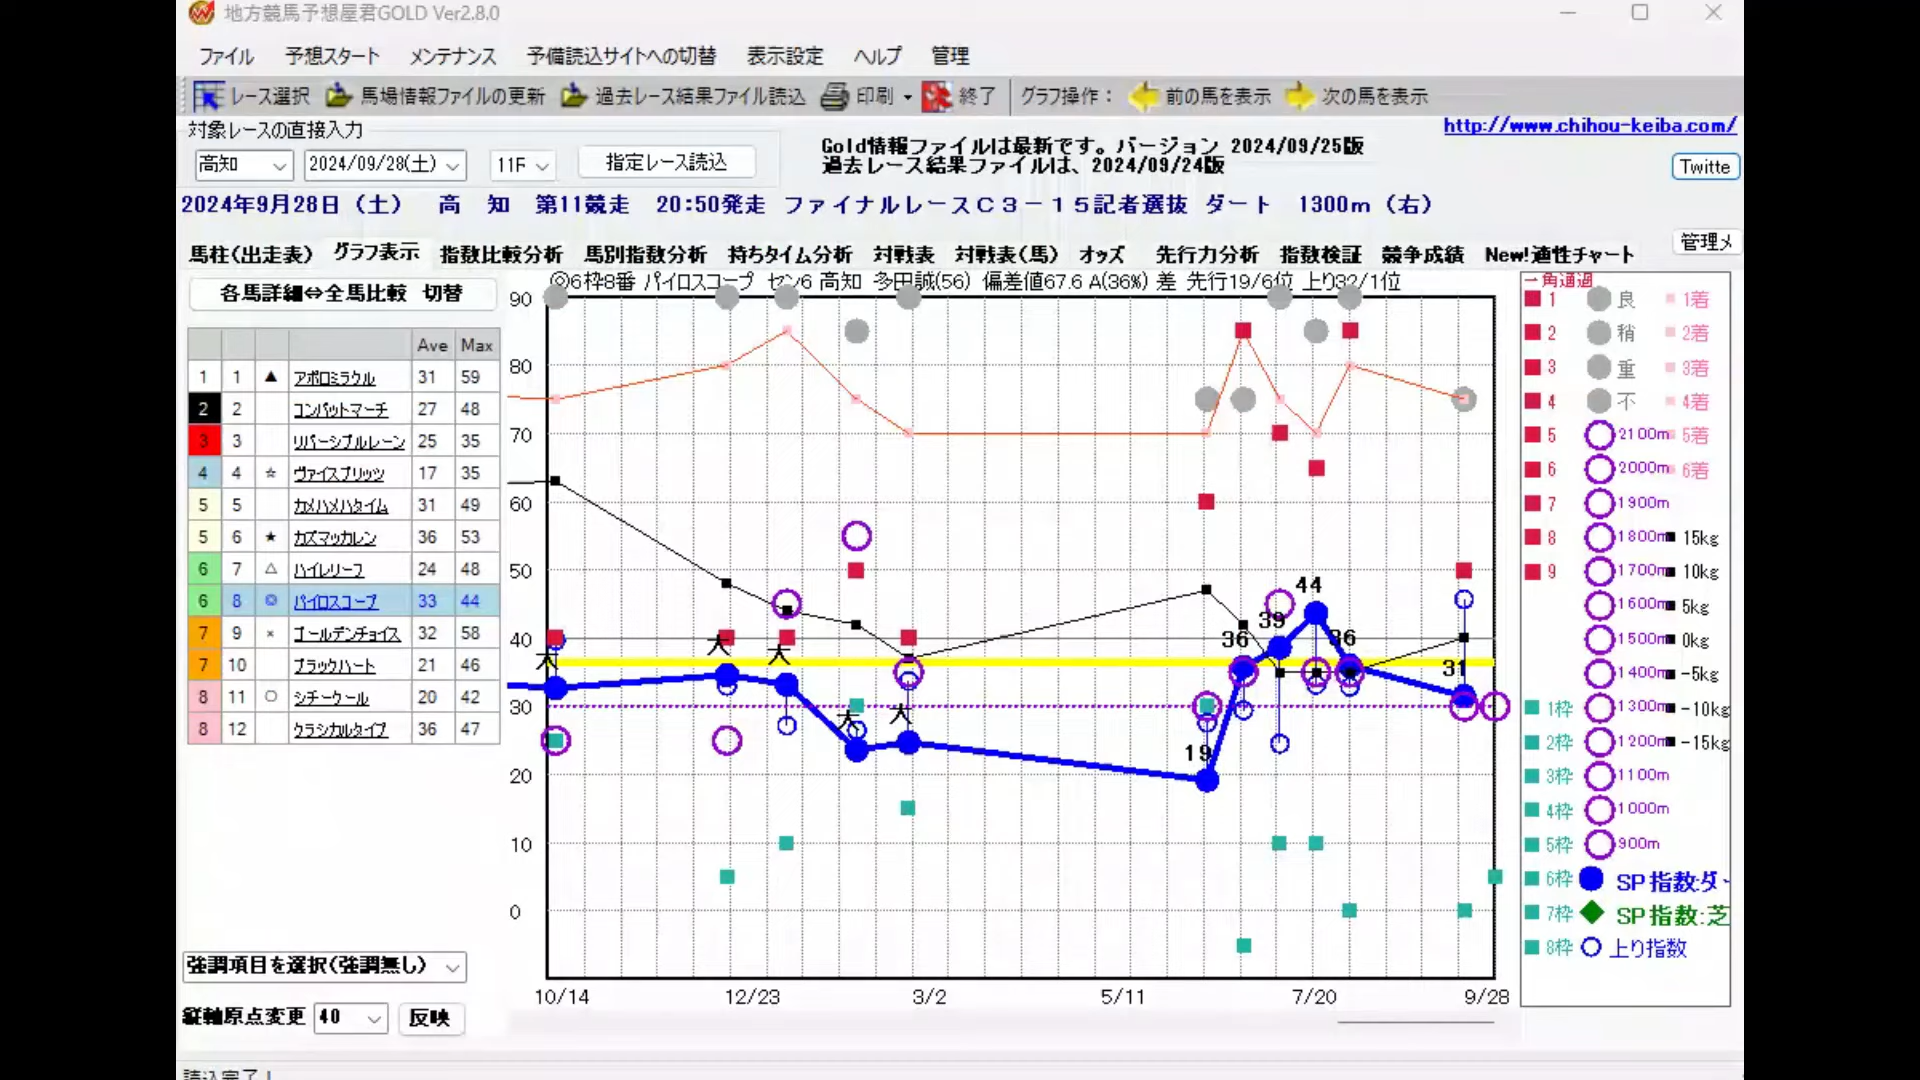 地方競馬予想屋君GOLD Ver2.8.0
ファイル 予想スタート メンテナンス 予備読込サイトへの切替 表示設定 ヘルプ 管理
レース選択 馬場情報ファイルの更新 過去レース結果ファイル読込 印刷 終了 グラフ操作： 前の馬を表示 次の馬を表示
対象レースの直接入力
http://www.chihou-keiba.com/
高知 2024/09/28(土) 11F 指定レース読込
Gold情報ファイルは最新です。バージョン 2024/09/25版
過去レース結果ファイルは、2024/09/24版
Twitte
2024年9月28日（土） 高 知 第11競走 20:50発走 ファイナルレースＣ３－１５記者選抜 ダート 1300m（右）
管理メ
馬柱(出走表) グラフ表示 指数比較分析 馬別指数分析 持ちタイム分析 対戦表 対戦表(馬) オッズ 先行力分析 指数検証 競争成績 New!適性チャート
各馬詳細⇔全馬比較 切替
◎6枠8番 パイロスコープ セン6 高知 多田誠(56) 偏差値67.6 A(36%) 差 先行19/6位 上り32/1位
Ave Max
1 1 ▲ アポロミラクル 31 59
2 2 コンバットマーチ 27 48
3 3 リバーシブルレーン 25 35
4 4 ☆ ヴァイスブリッツ 17 35
5 5 カメハメハタイム 31 49
5 6 ★ カズマッカレン 36 53
6 7 △ ハイレリーフ 24 48
6 8 ◎ パイロスコープ 33 44
7 9 × ゴールデンチョイス 32 58
7 10 ブラックハート 21 46
8 11 ○ シチーケール 20 42
8 12 クラシカルタイプ 36 47
強調項目を選択(強調無し)
縦軸原点変更 40 反映
90
80
70
60
50
40
30
20
10
0
大 大 大 大 大
19 36 39 44 36 31
10/14 12/23 3/2 5/11 7/20 9/28
一角通過
1 良 1着
2 稍 2着
3 重 3着
4 不 4着
5 2100m 5着
6 2000m 6着
7 1900m
8 1800m 15kg
9 1700m 10kg
1600m 5kg
1500m 0kg
1400m -5kg
1枠 1300m -10kg
2枠 1200m -15kg
3枠 1100m
4枠 1000m
5枠 900m
6枠 SP指数:ダ
7枠 SP指数:芝
8枠 上り指数
読込完了！